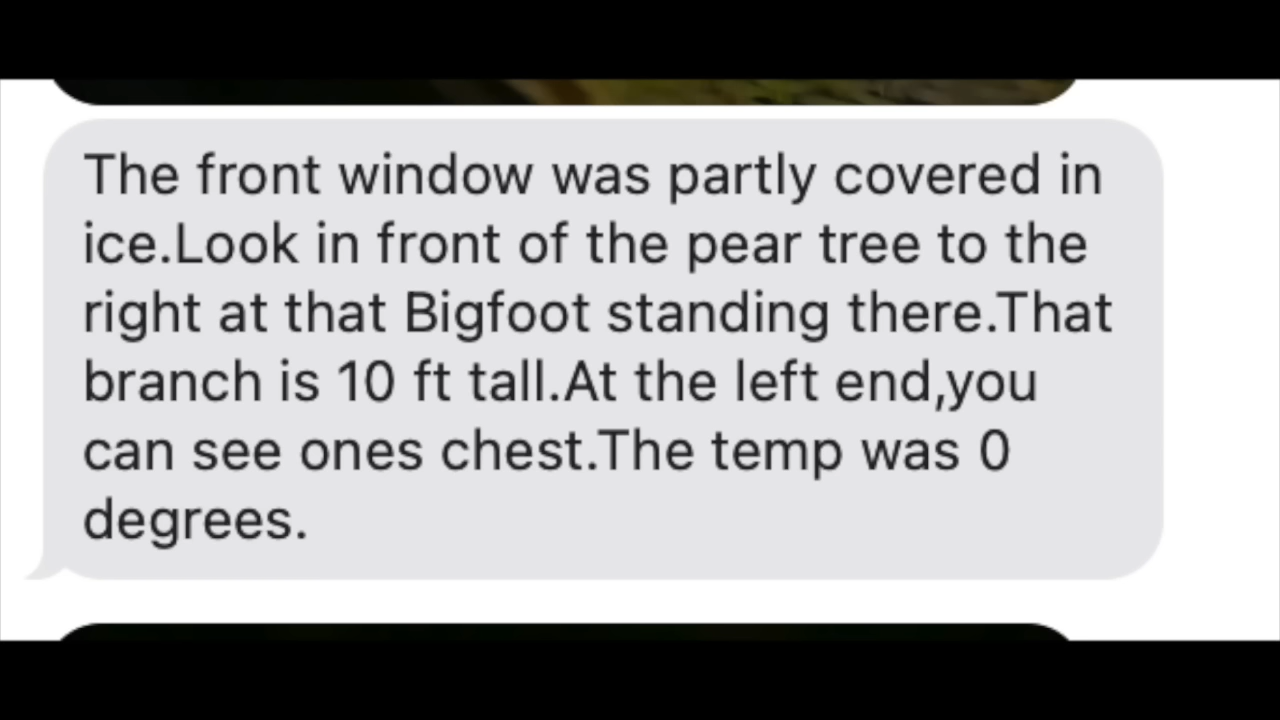 The front window was partly covered in
ice.Look in front of the pear tree to the
right at that Bigfoot standing there.That
branch is 10 ft tall.At the left end,you
can see ones chest.The temp was 0
degrees.